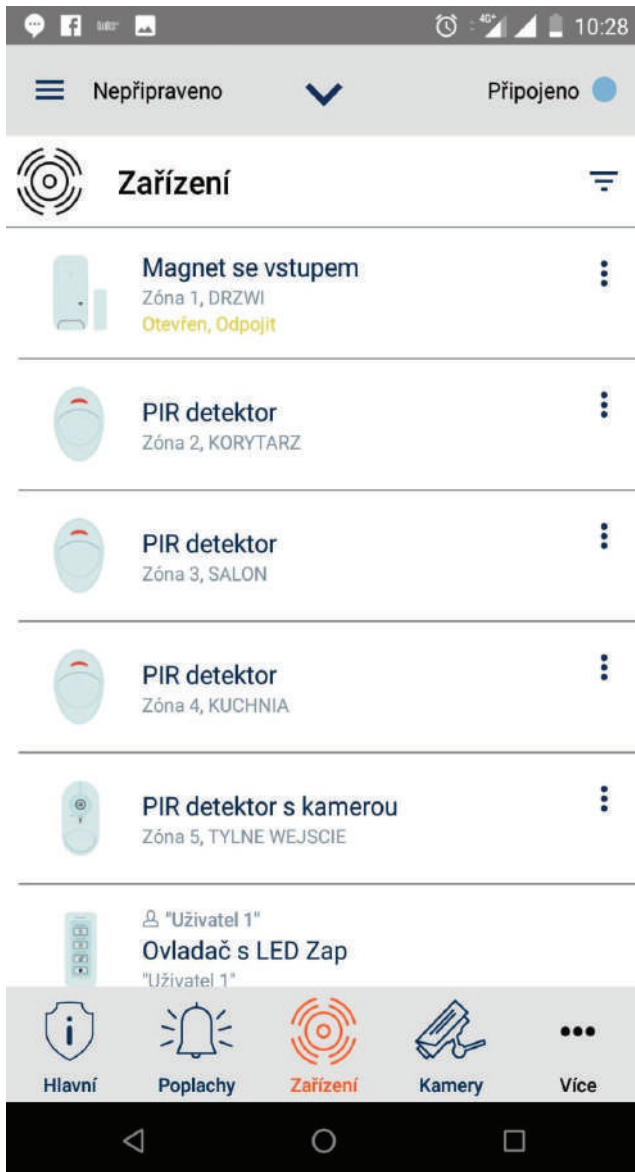 10:28
Nepřipraveno
Připojeno
Zařízení
Magnet se vstupem
Zóna 1, DRZWI
Otevřen, Odpojit
PIR detektor
Zóna 2, KORYTARZ
PIR detektor
Zóna 3, SALON
PIR detektor
Zóna 4, KUCHNIA
PIR detektor s kamerou
Zóna 5, TYLNE WEJSCIE
"Uživatel 1"
Ovladač s LED Zap
"Uživatel 1"
Hlavní Poplachy Zařízení Kamery Více